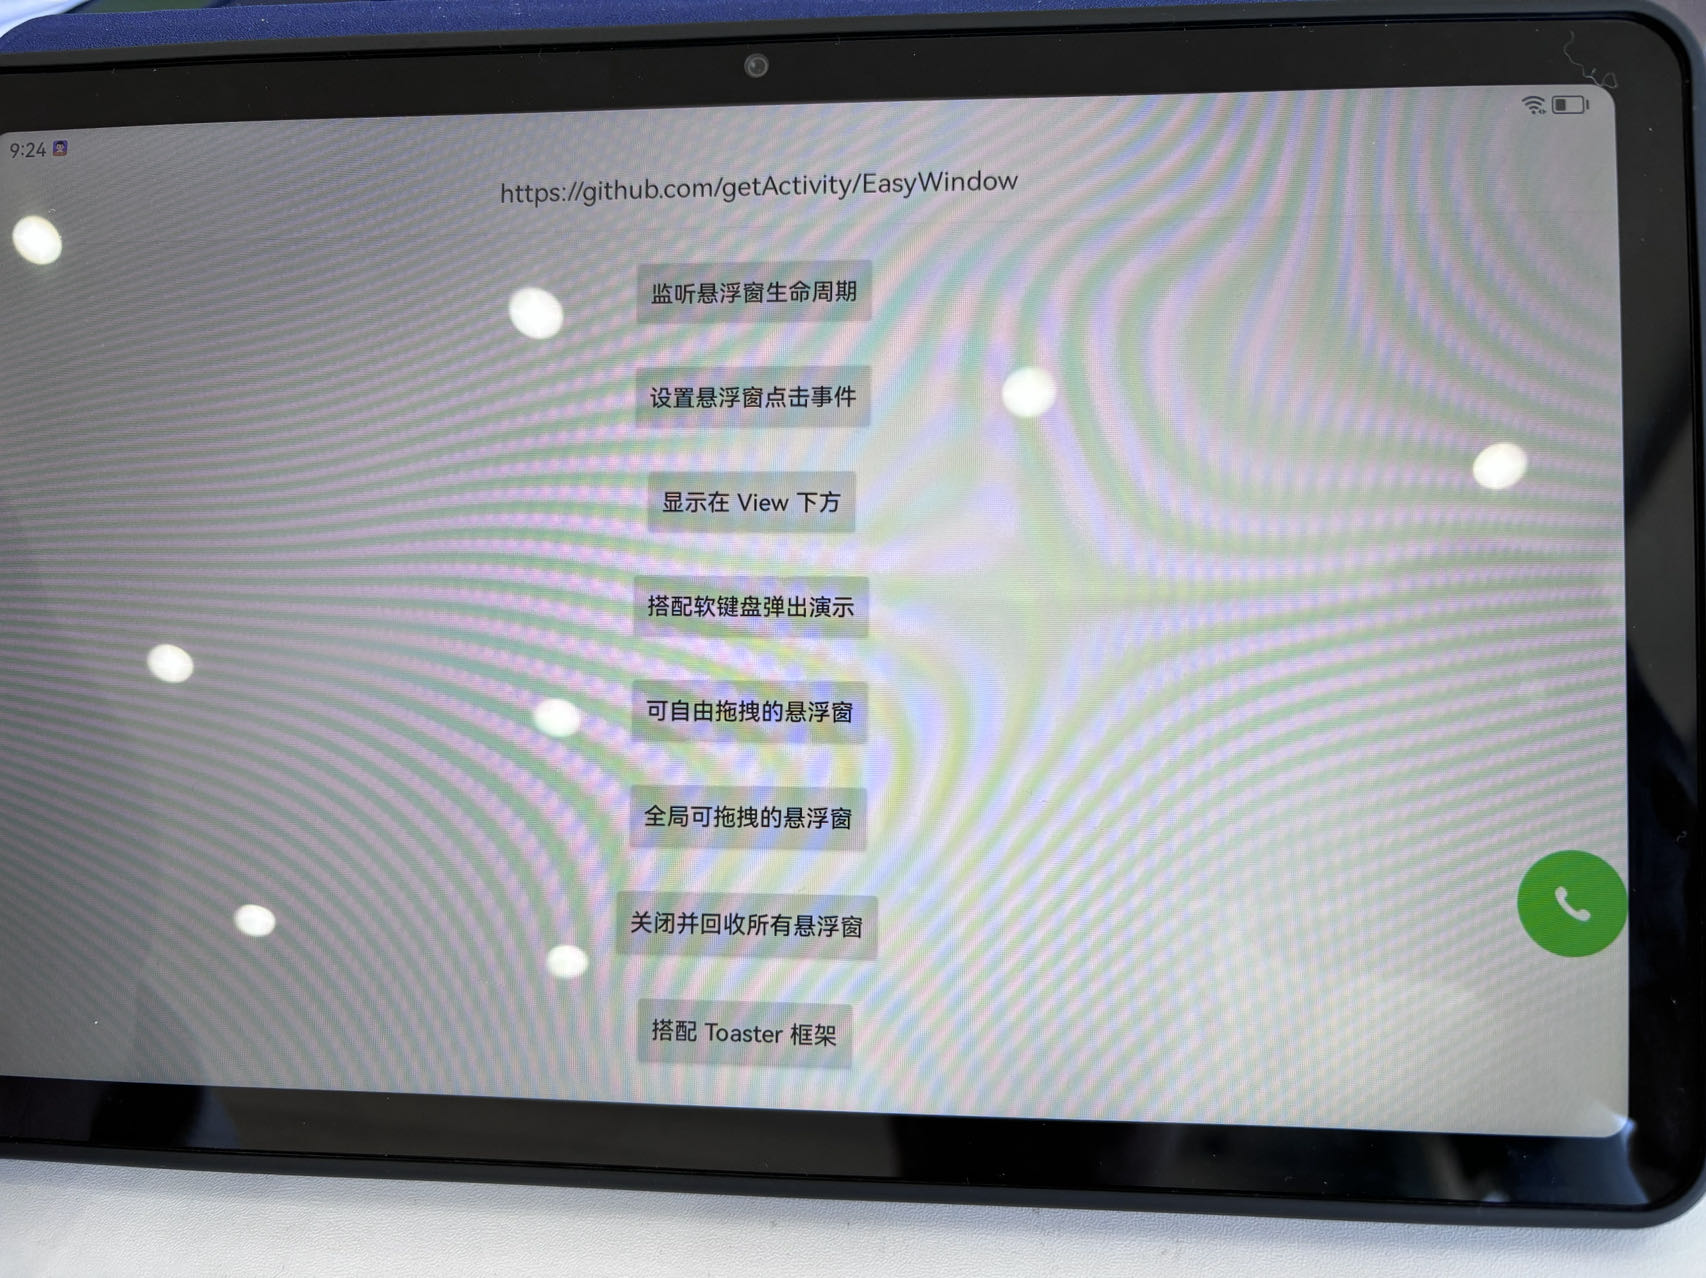 9:24
https://github.com/getActivity/EasyWindow
监听悬浮窗生命周期
设置悬浮窗点击事件
显示在 View 下方
搭配软键盘弹出演示
可自由拖拽的悬浮窗
全局可拖拽的悬浮窗
关闭并回收所有悬浮窗
搭配 Toaster 框架